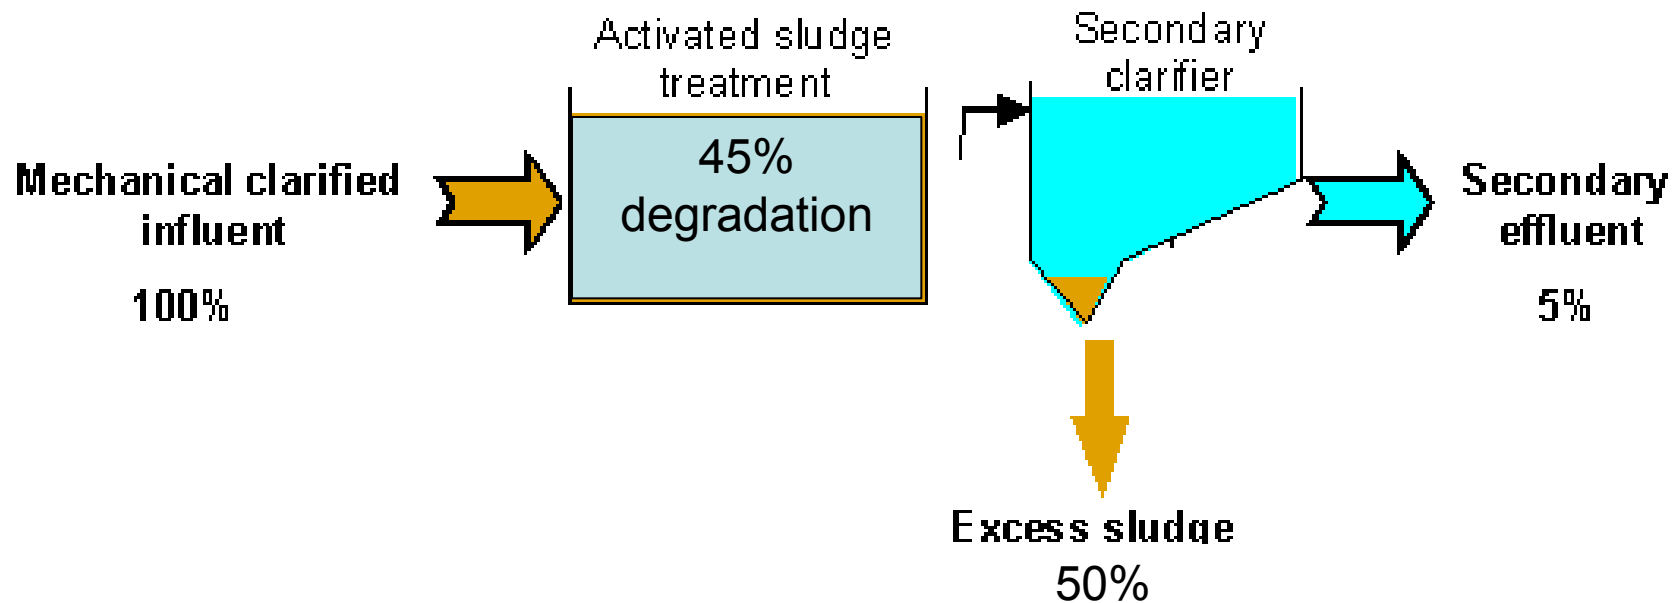 Activated sludge
treatment
Secondary
clarifier
Mechanical clarified
influent
100%
45%
degradation
Secondary
effluent
5%
Excess sludge
50%